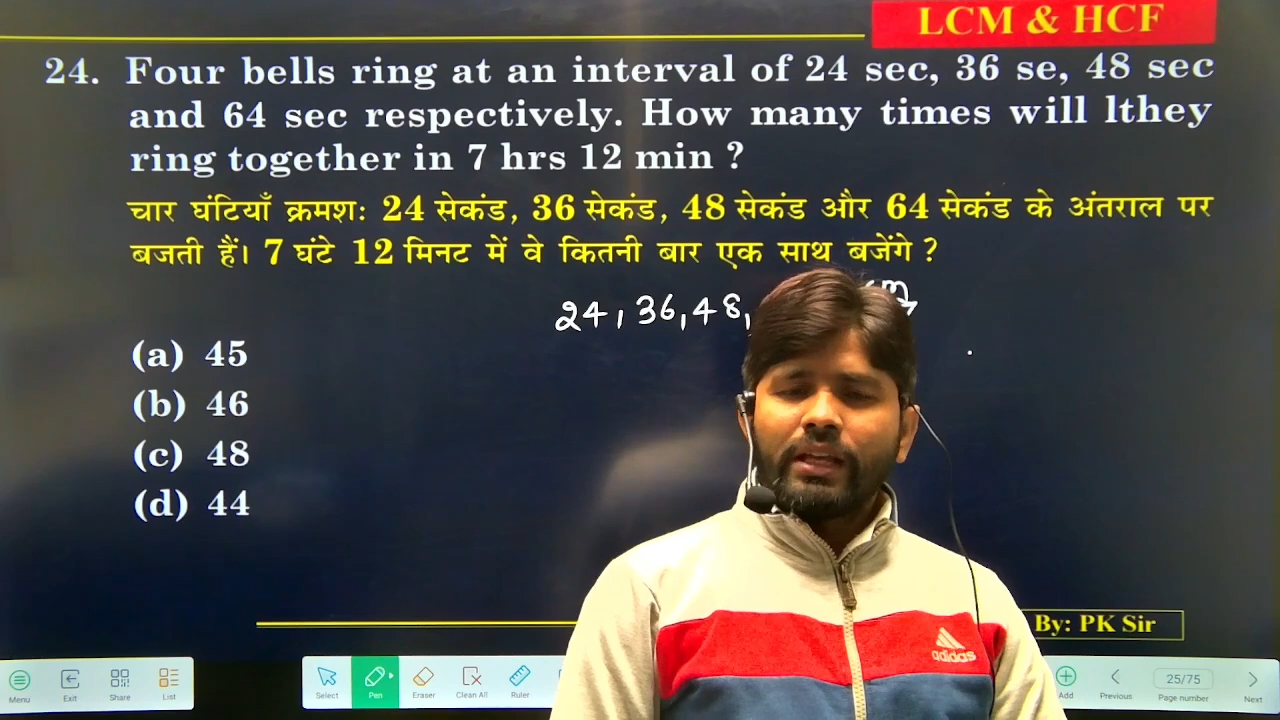 LCM & HCF
24. Four bells ring at an interval of 24 sec, 36 se, 48 sec
and 64 sec respectively. How many times will lthey
ring together in 7 hrs 12 min ?
चार घंटियाँ क्रमशः 24 सेकंड, 36 सेकंड, 48 सेकंड और 64 सेकंड के अंतराल पर
बजती हैं। 7 घंटे 12 मिनट में वे कितनी बार एक साथ बजेंगे ?
24, 36, 48,
(a) 45
(b) 46
(c) 48
(d) 44
By: PK Sir
adidas
Menu Exit Share List Select Pen Eraser Clean All Ruler Add Previous 25/75 Page number Next